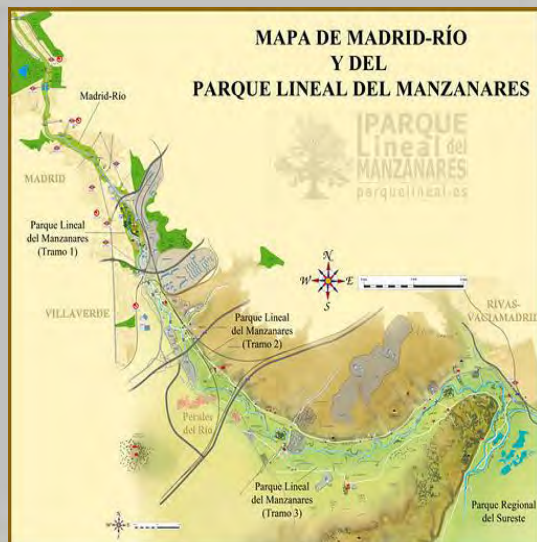 MAPA DE MADRID-RÍO
Y DEL
PARQUE LINEAL DEL MANZANARES
PARQUE
Lineal del
MANZANARES
parquelineal.es
Madrid-Río
MADRID
Parque Lineal
del Manzanares
(Tramo 1)
N
W
E
S
VILLAVERDE
Parque Lineal
del Manzanares
(Tramo 2)
RIVAS-
VACIAMADRID
Perales
del Río
Parque Lineal
del Manzanares
(Tramo 3)
Parque Regional
del Sureste